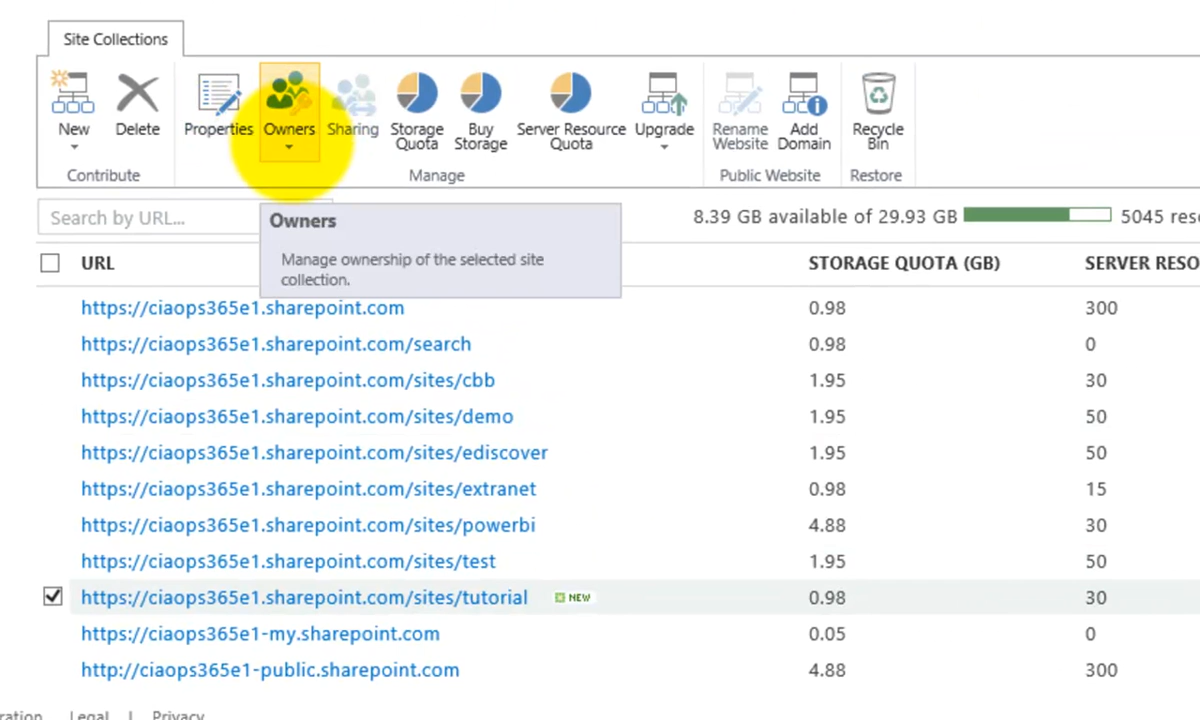 Site Collections
New
Delete
Properties
Owners
Sharing
Storage Quota
Buy Storage
Server Resource Quota
Upgrade
Rename Website
Add Domain
Recycle Bin
Contribute
Manage
Public Website
Restore
Search by URL...
8.39 GB available of 29.93 GB
5045
Owners
Manage ownership of the selected site
collection.
URL STORAGE QUOTA (GB) SERVER
https://ciaops365e1.sharepoint.com 0.98 300
https://ciaops365e1.sharepoint.com/search 0.98 0
https://ciaops365e1.sharepoint.com/sites/cbb 1.95 30
https://ciaops365e1.sharepoint.com/sites/demo 1.95 50
https://ciaops365e1.sharepoint.com/sites/ediscover 1.95 50
https://ciaops365e1.sharepoint.com/sites/extranet 0.98 15
https://ciaops365e1.sharepoint.com/sites/powerbi 4.88 30
https://ciaops365e1.sharepoint.com/sites/test 1.95 50
https://ciaops365e1.sharepoint.com/sites/tutorial NEW 0.98 30
https://ciaops365e1-my.sharepoint.com 0.05 0
http://ciaops365e1-public.sharepoint.com 4.88 300
Legal | Privacy